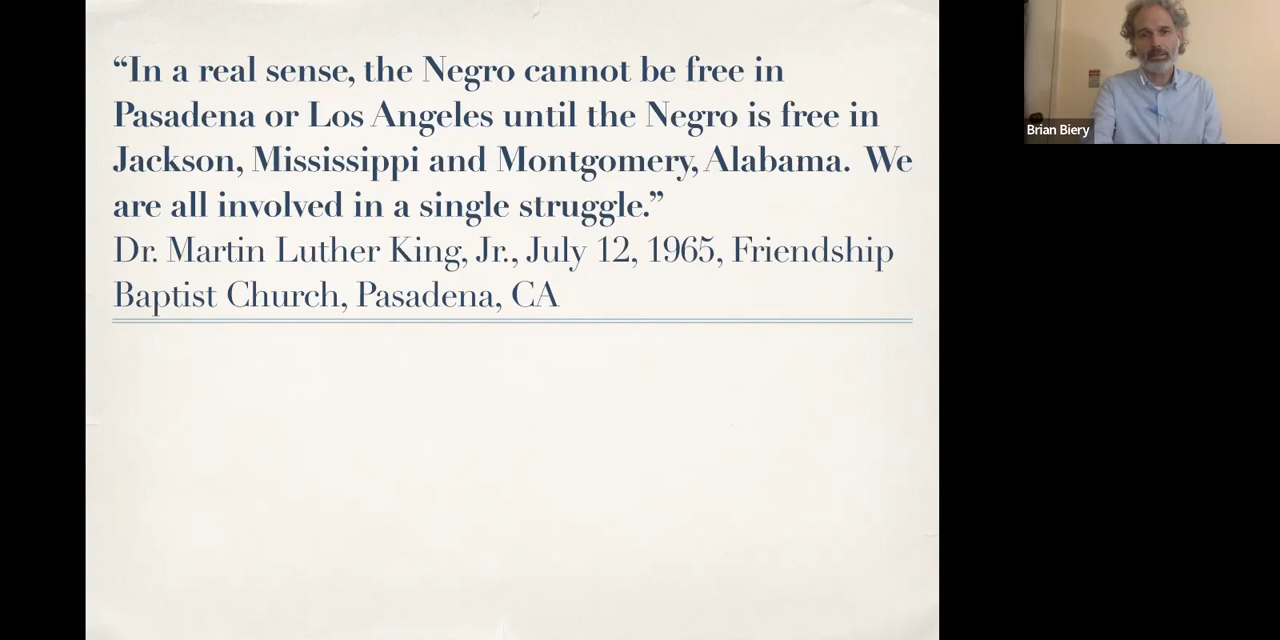 “In a real sense, the Negro cannot be free in
Pasadena or Los Angeles until the Negro is free in
Jackson, Mississippi and Montgomery, Alabama.  We
are all involved in a single struggle.”
Dr. Martin Luther King, Jr., July 12, 1965, Friendship
Baptist Church, Pasadena, CA
Brian Biery